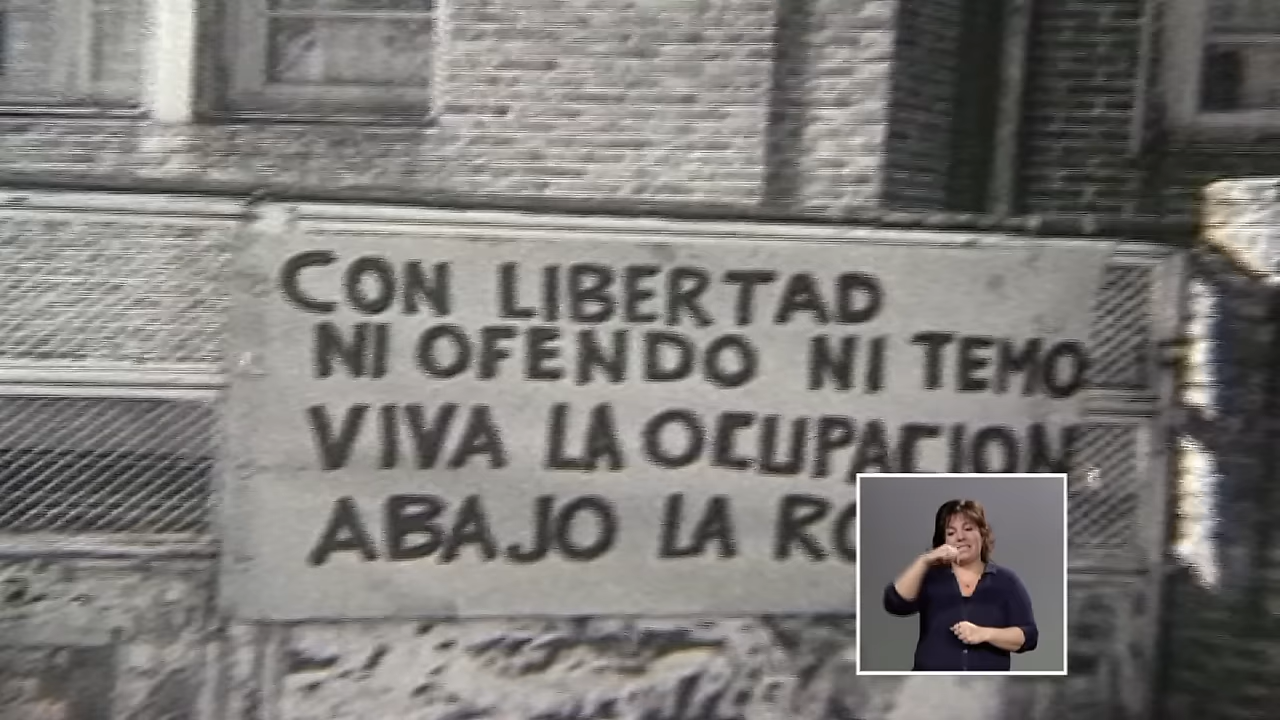 CON LIBERTAD
NI OFENDO NI TEMO
VIVA LA OCUPACION
ABAJO LA